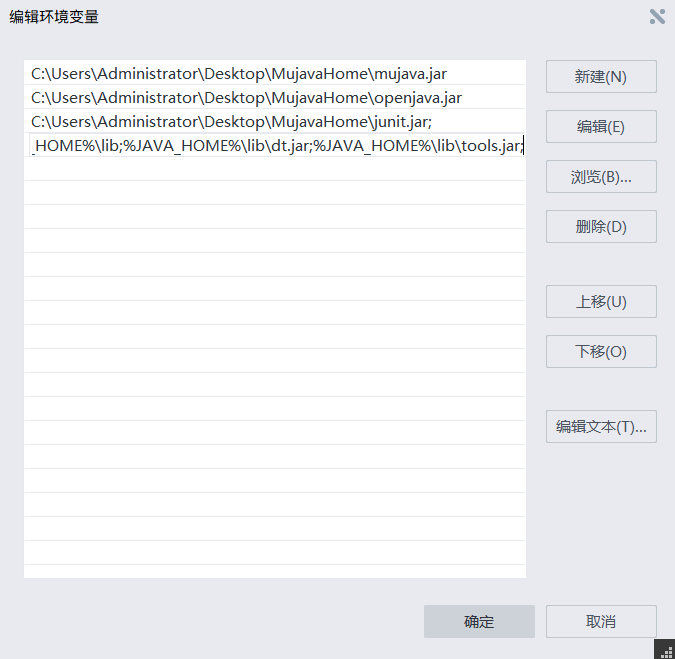 编辑环境变量
C:\Users\Administrator\Desktop\MujavaHome\mujava.jar
C:\Users\Administrator\Desktop\MujavaHome\openjava.jar
C:\Users\Administrator\Desktop\MujavaHome\junit.jar;
_HOME%\lib;%JAVA_HOME%\lib\dt.jar;%JAVA_HOME%\lib\tools.jar;
新建(N)
编辑(E)
浏览(B)...
删除(D)
上移(U)
下移(O)
编辑文本(T)...
确定
取消